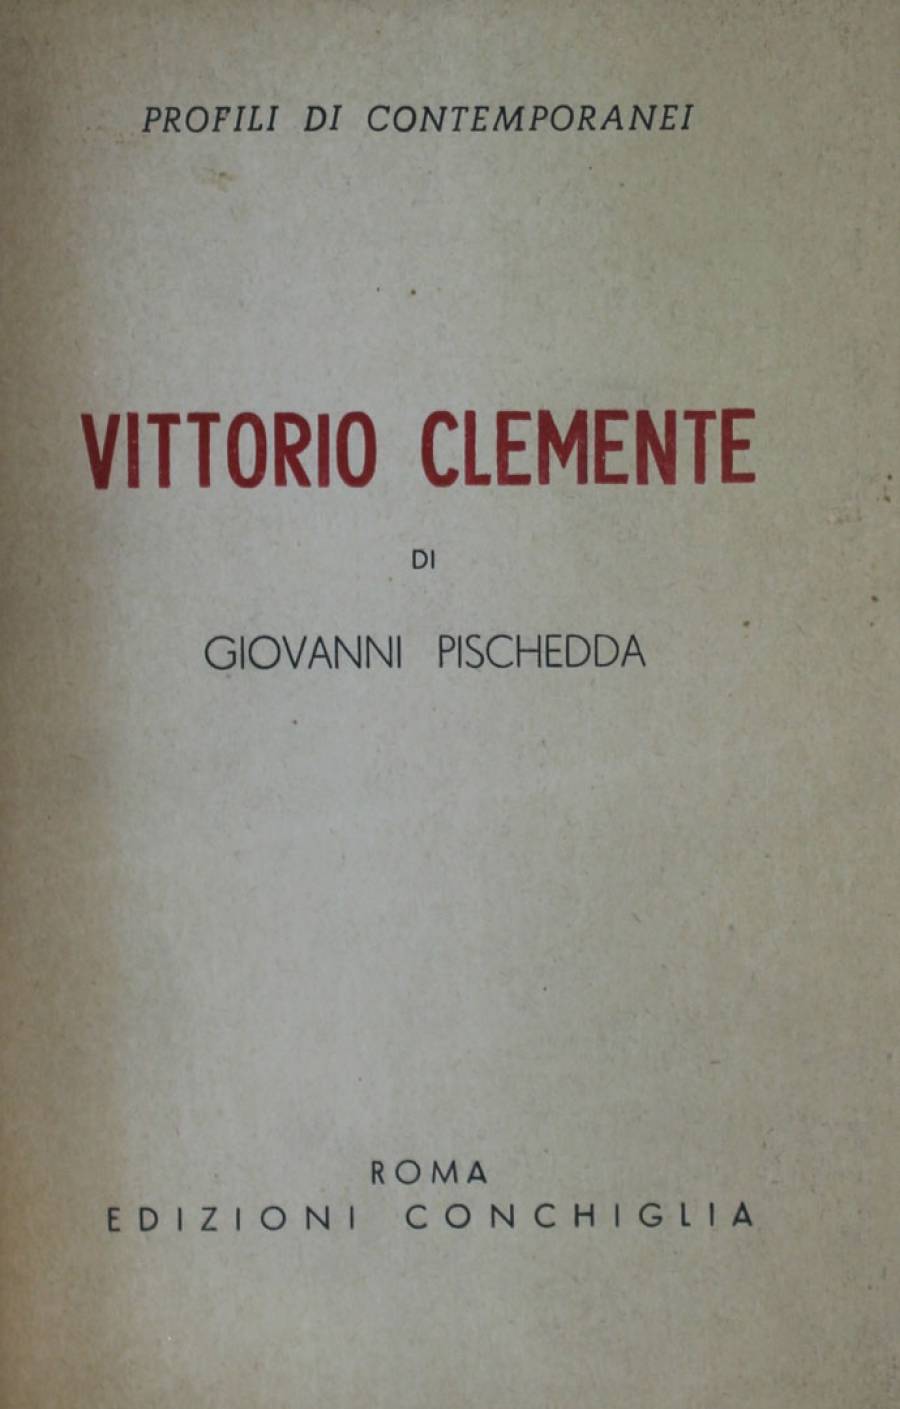 PROFILI DI CONTEMPORANEI
VITTORIO CLEMENTE
DI
GIOVANNI PISCHEDDA
ROMA
EDIZIONI CONCHIGLIA